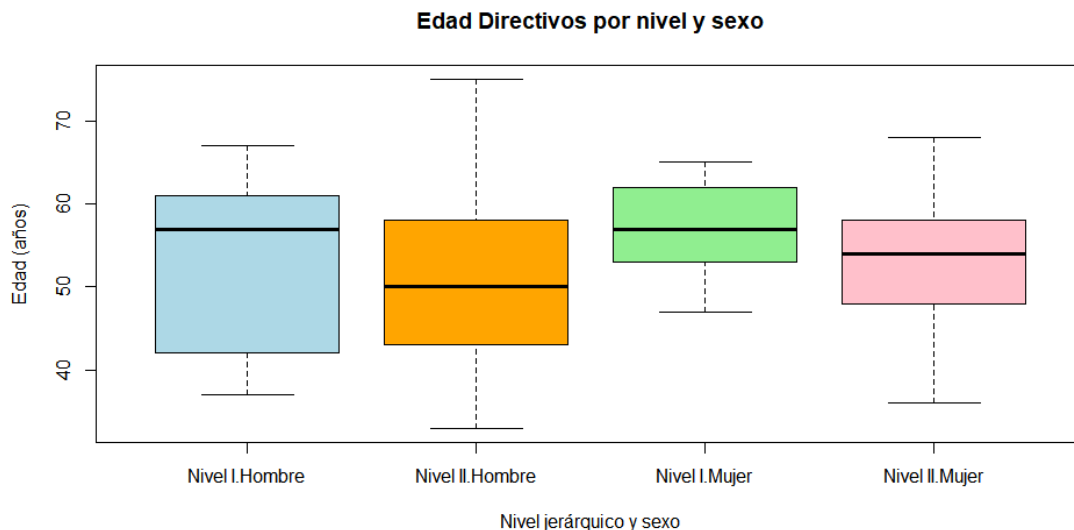 Edad Directivos por nivel y sexo
Edad (años)
70
60
50
40
Nivel I.Hombre
Nivel II.Hombre
Nivel I.Mujer
Nivel II.Mujer
Nivel jerárquico y sexo